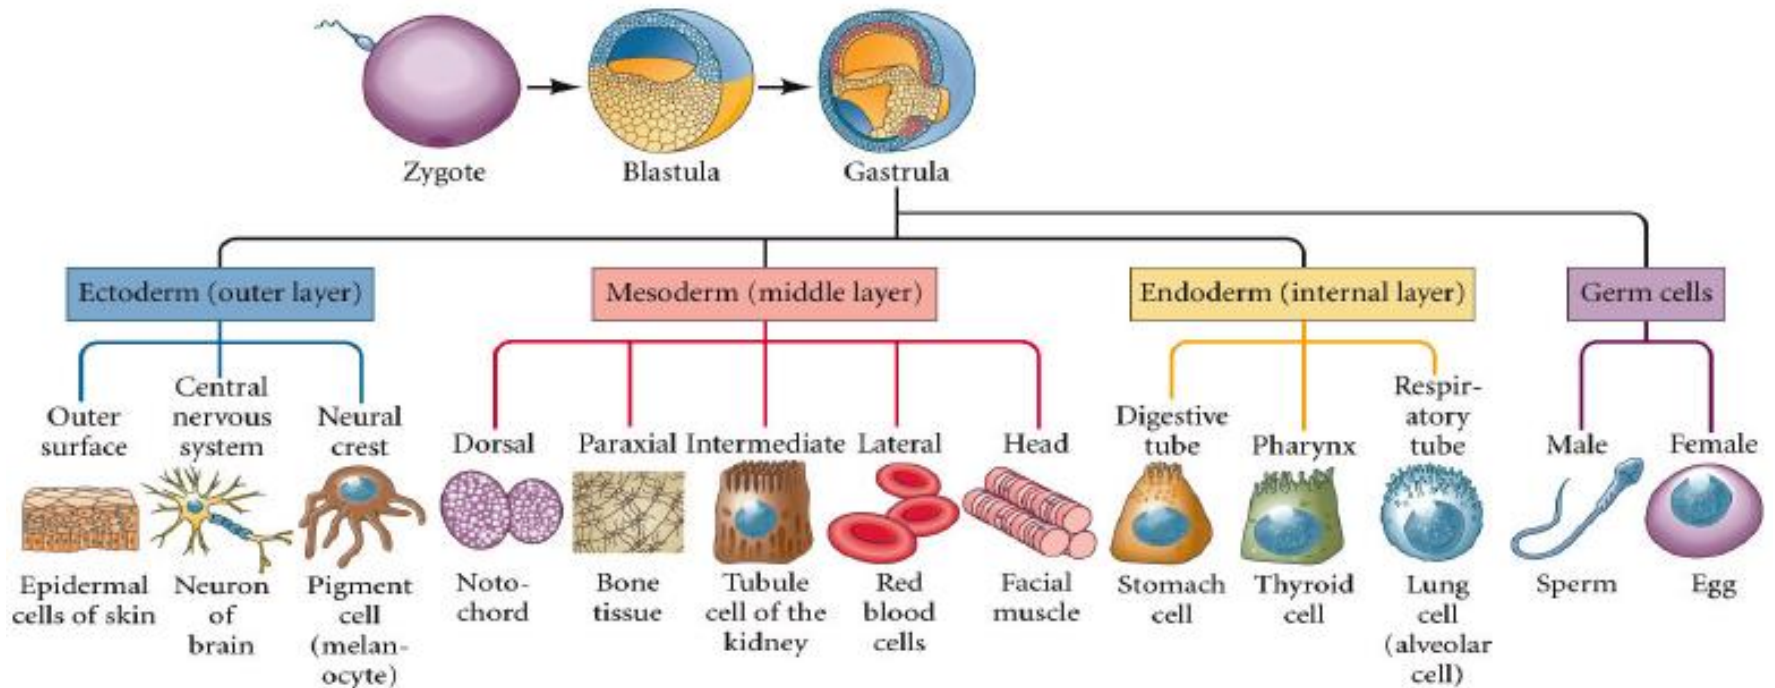 Zygote
Blastula
Gastrula
Ectoderm (outer layer)
Mesoderm (middle layer)
Endoderm (internal layer)
Germ cells
Outer
surface
Central
nervous
system
Neural
crest
Dorsal
Paraxial
Intermediate
Lateral
Head
Digestive
tube
Pharynx
Respir-
atory
tube
Male
Female
Epidermal
cells of skin
Neuron
of
brain
Pigment
cell
(melan-
ocyte)
Noto-
chord
Bone
tissue
Tubule
cell of the
kidney
Red
blood
cells
Facial
muscle
Stomach
cell
Thyroid
cell
Lung
cell
(alveolar
cell)
Sperm
Egg